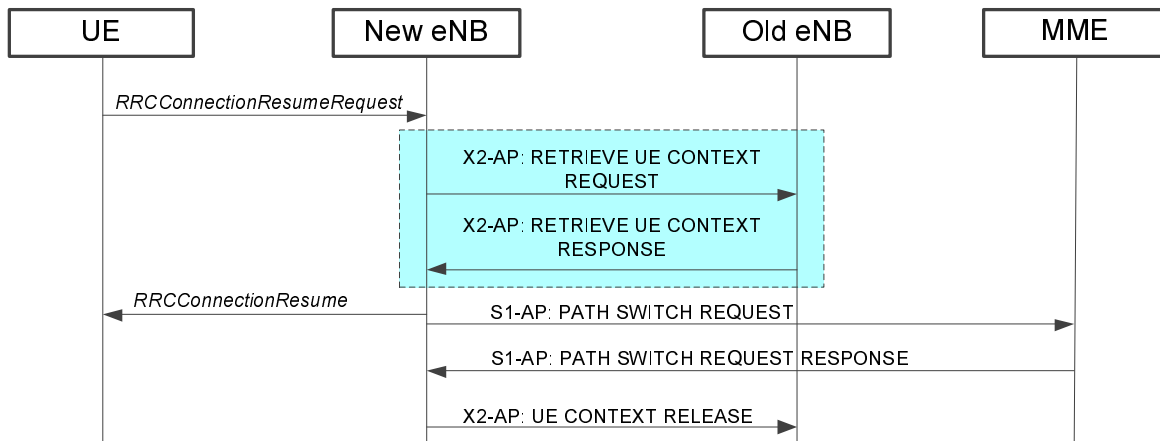 UE
New eNB
Old eNB
MME
RRCConnectionResumeRequest
X2-AP: RETRIEVE UE CONTEXT
REQUEST
X2-AP: RETRIEVE UE CONTEXT
RESPONSE
RRCConnectionResume
S1-AP: PATH SWITCH REQUEST
S1-AP: PATH SWITCH REQUEST RESPONSE
X2-AP: UE CONTEXT RELEASE